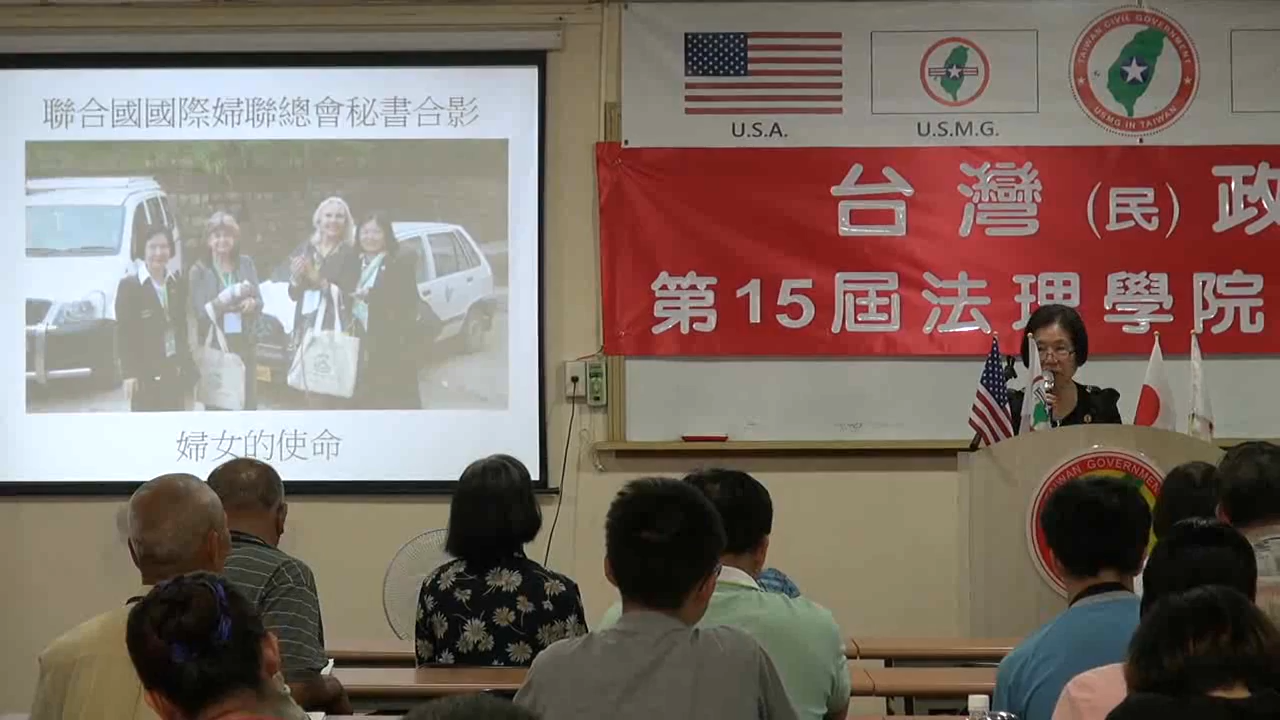 聯合國國際婦聯總會秘書合影
婦女的使命
U.S.A.
U.S.M.G.
TAIWAN CIVIL GOVERNMENT
USMG IN TAIWAN
台灣(民)政
第15屆法理學院
TAIWAN GOVERNMENT